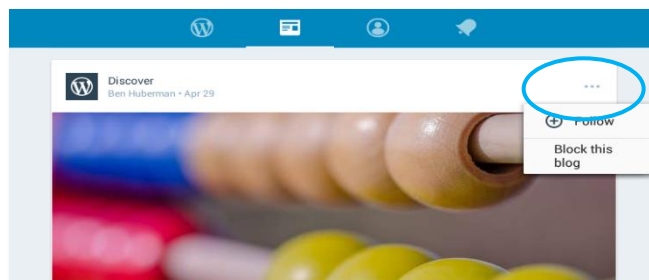 Discover
Ben Huberman • Apr 29
Follow
Block this
blog